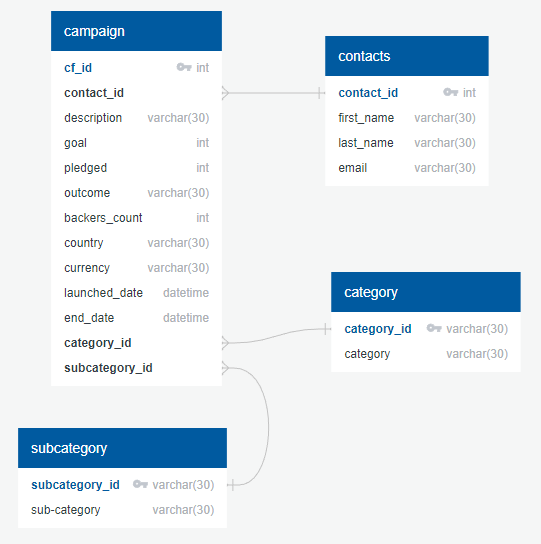 campaign
cf_id int
contact_id
description varchar(30)
goal int
pledged int
outcome varchar(30)
backers_count int
country varchar(30)
currency varchar(30)
launched_date datetime
end_date datetime
category_id
subcategory_id
contacts
contact_id int
first_name varchar(30)
last_name varchar(30)
email varchar(30)
category
category_id varchar(30)
category varchar(30)
subcategory
subcategory_id varchar(30)
sub-category varchar(30)